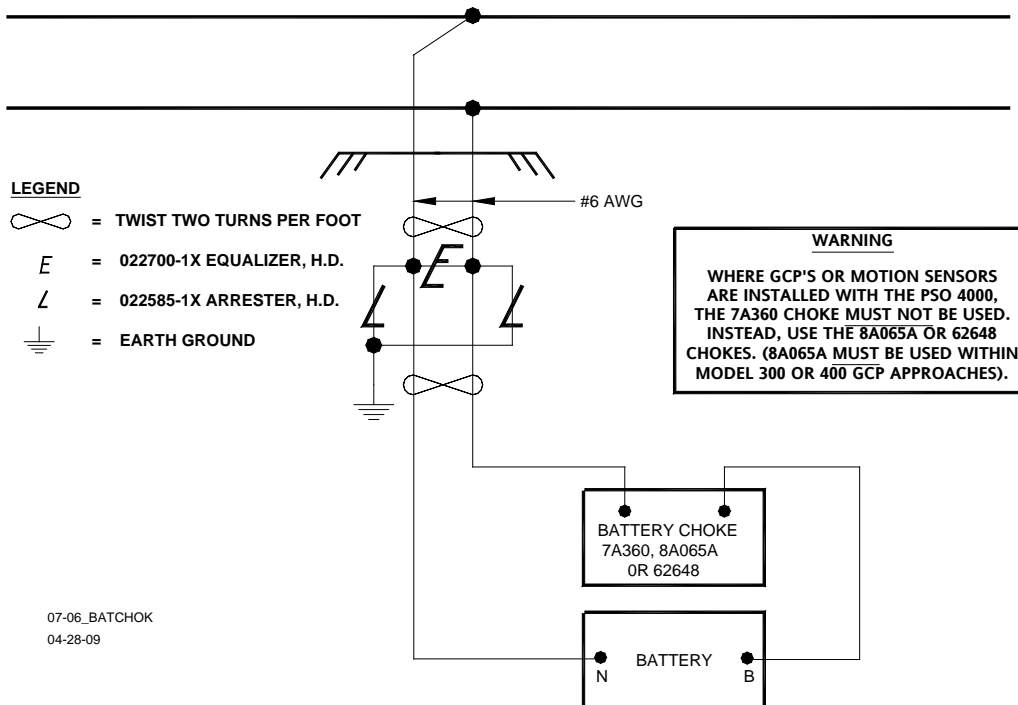 LEGEND
= TWIST TWO TURNS PER FOOT
E = 022700-1X EQUALIZER, H.D.
L = 022585-1X ARRESTER, H.D.
= EARTH GROUND
#6 AWG
E
L
L
WARNING
WHERE GCP'S OR MOTION SENSORS
ARE INSTALLED WITH THE PSO 4000,
THE 7A360 CHOKE MUST NOT BE USED.
INSTEAD, USE THE 8A065A OR 62648
CHOKES. (8A065A MUST BE USED WITHIN
MODEL 300 OR 400 GCP APPROACHES).
BATTERY CHOKE
7A360, 8A065A
0R 62648
BATTERY
N
B
07-06_BATCHOK
04-28-09